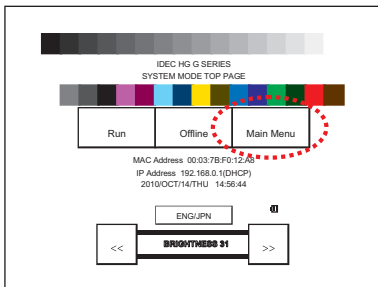 IDEC HG G SERIES
SYSTEM MODE TOP PAGE
Run Offline Main Menu
MAC Address 00:03:7B:F0:12:A8
IP Address 192.168.0.1(DHCP)
2010/OCT/14/THU 14:56:44
ENG/JPN
<< BRIGHTNESS 31 >>